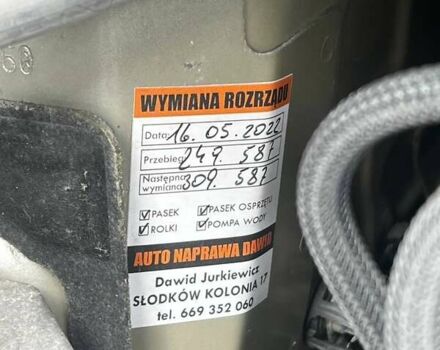 WYMIANA ROZRZĄDU
Data 16.05.2022
Przebieg 249.587
Następna wymiana 309.587
PASEK PASEK OSPRZĘTU
ROLKI POMPA WODY
AUTO NAPRAWA DAWID
Dawid Jurkiewicz
SŁODKÓW KOLONIA 17
tel. 669 352 060